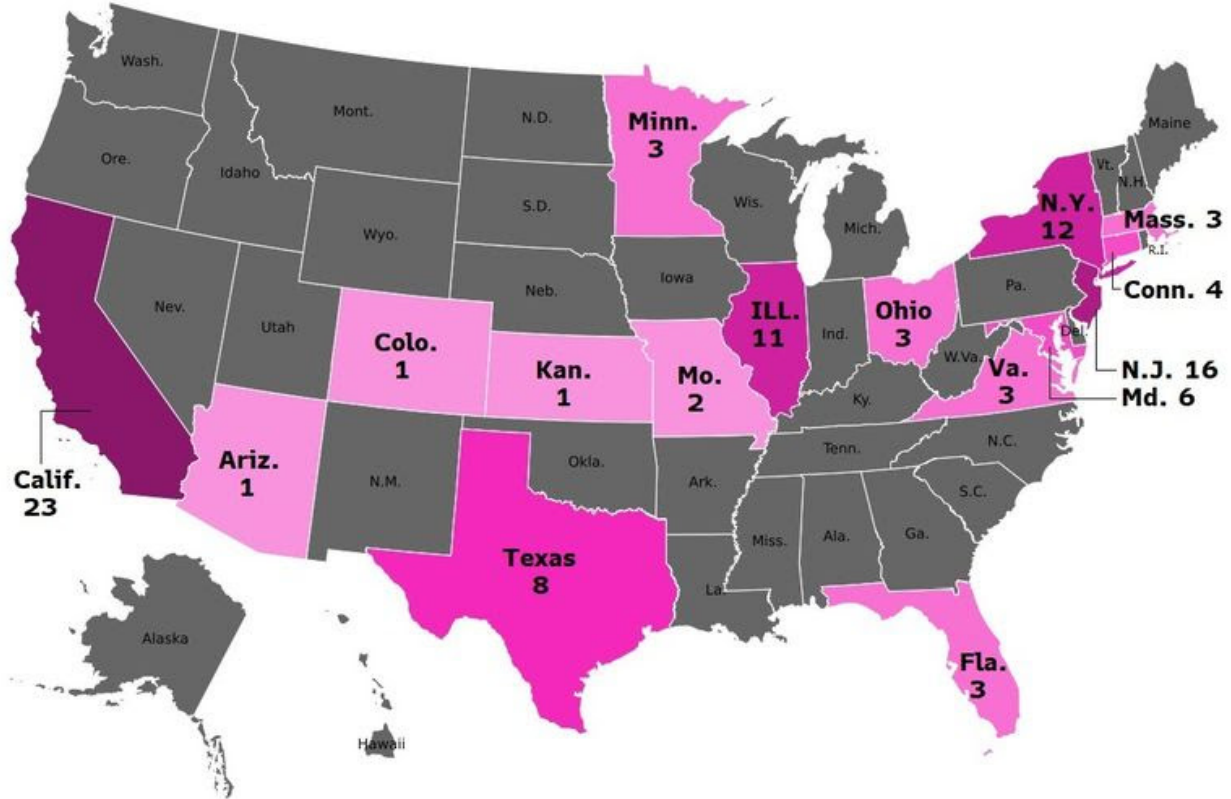 Wash.
Mont.
N.D.
Minn.
3
Maine
Ore.
Idaho
S.D.
Wis.
Mich.
Vt.
N.H.
N.Y.
12
Mass. 3
R.I.
Wyo.
Iowa
Neb.
Pa.
Conn. 4
Nev.
Utah
Colo.
1
Kan.
1
Mo.
2
ILL.
11
Ind.
Ohio
3
Del.
W.Va.
Va.
3
N.J. 16
Md. 6
Ky.
Calif.
23
Ariz.
1
N.M.
Okla.
Ark.
Tenn.
N.C.
S.C.
Texas
8
La.
Miss.
Ala.
Ga.
Fla.
3
Alaska
Hawaii